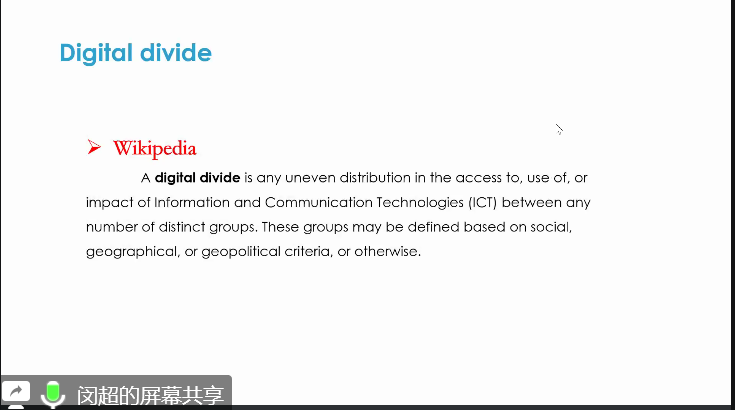 Digital divide
Wikipedia
A digital divide is any uneven distribution in the access to, use of, or
impact of Information and Communication Technologies (ICT) between any
number of distinct groups. These groups may be defined based on social,
geographical, or geopolitical criteria, or otherwise.
闵超的屏幕共享